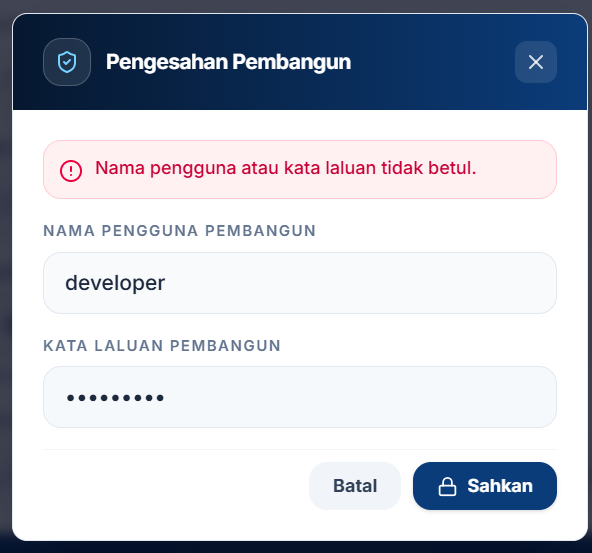 Pengesahan Pembangun
Nama pengguna atau kata laluan tidak betul.
NAMA PENGGUNA PEMBANGUN
developer
KATA LALUAN PEMBANGUN
•••••••••
Batal
Sahkan